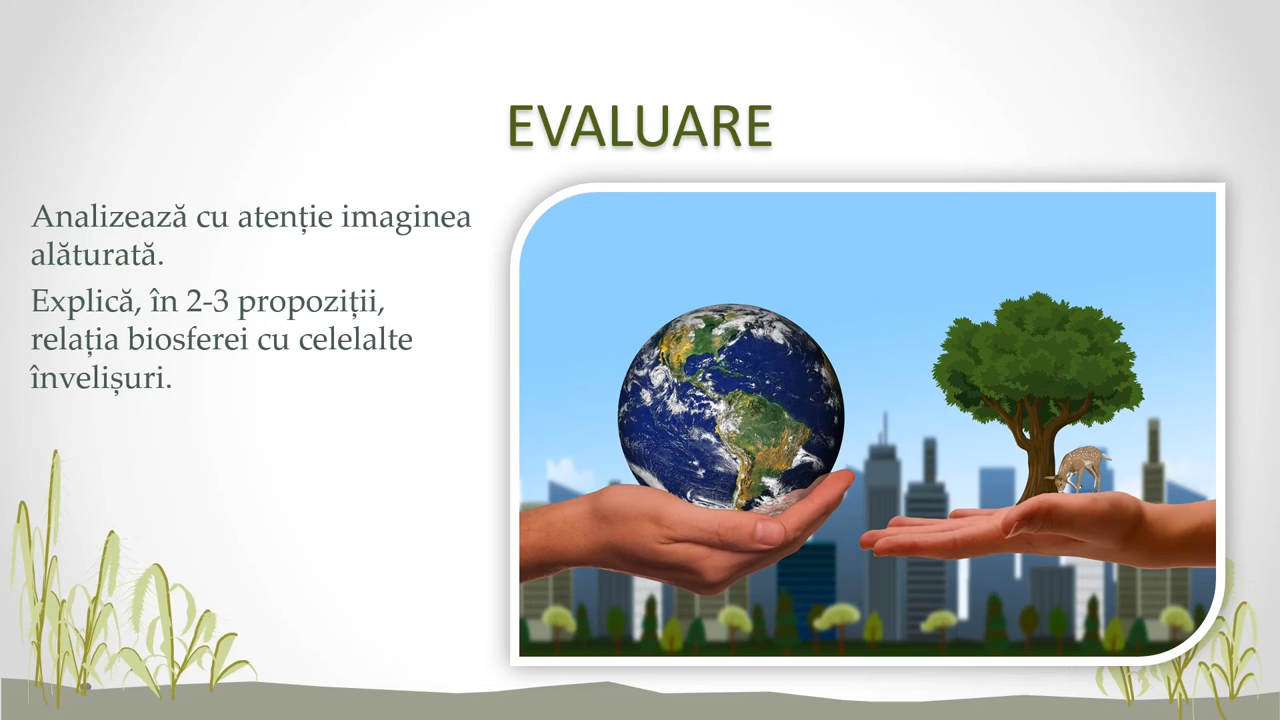 EVALUARE
Analizează cu atenție imaginea
alăturată.
Explică, în 2-3 propoziții,
relația biosferei cu celelalte
învelișuri.